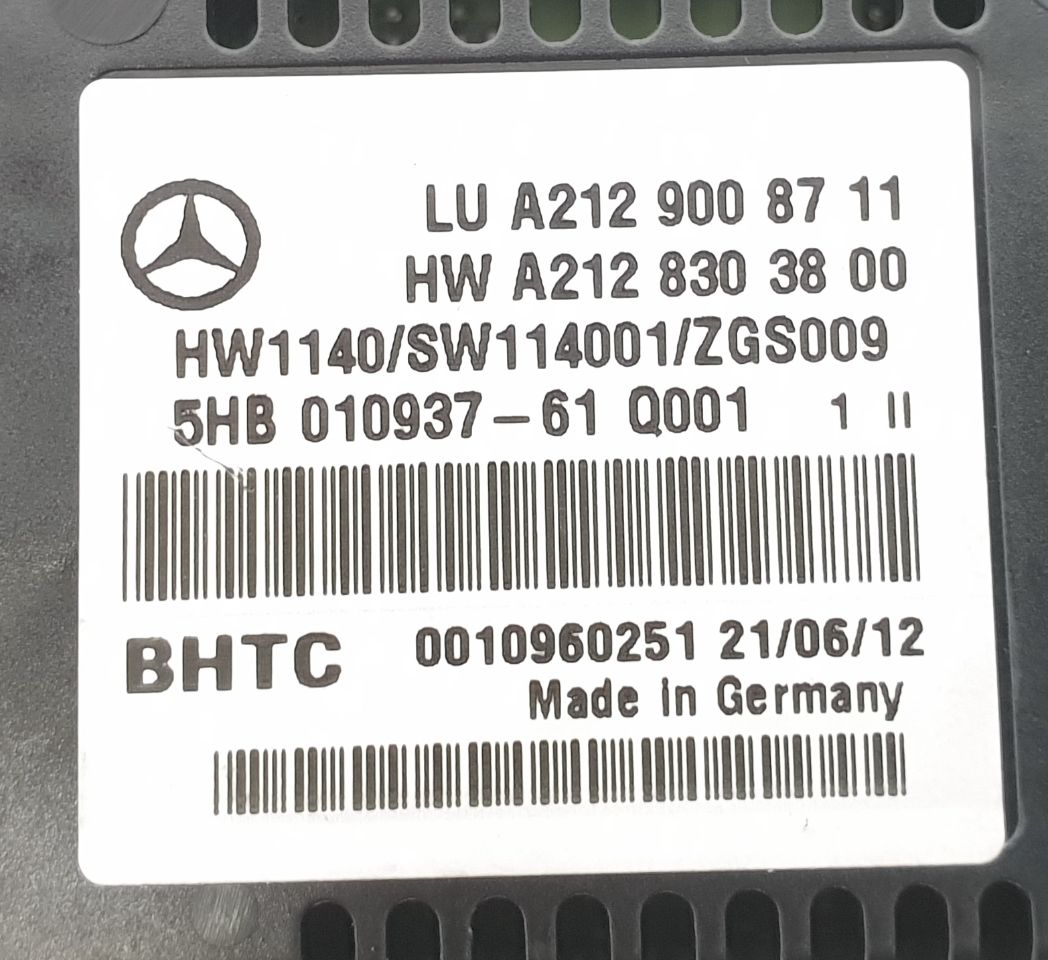 LU A212 900 87 11
HW A212 830 38 00
HW1140/SW114001/ZGS009
5HB 010937-61 Q001 1 II
BHTC 0010960251 21/06/12
Made in Germany